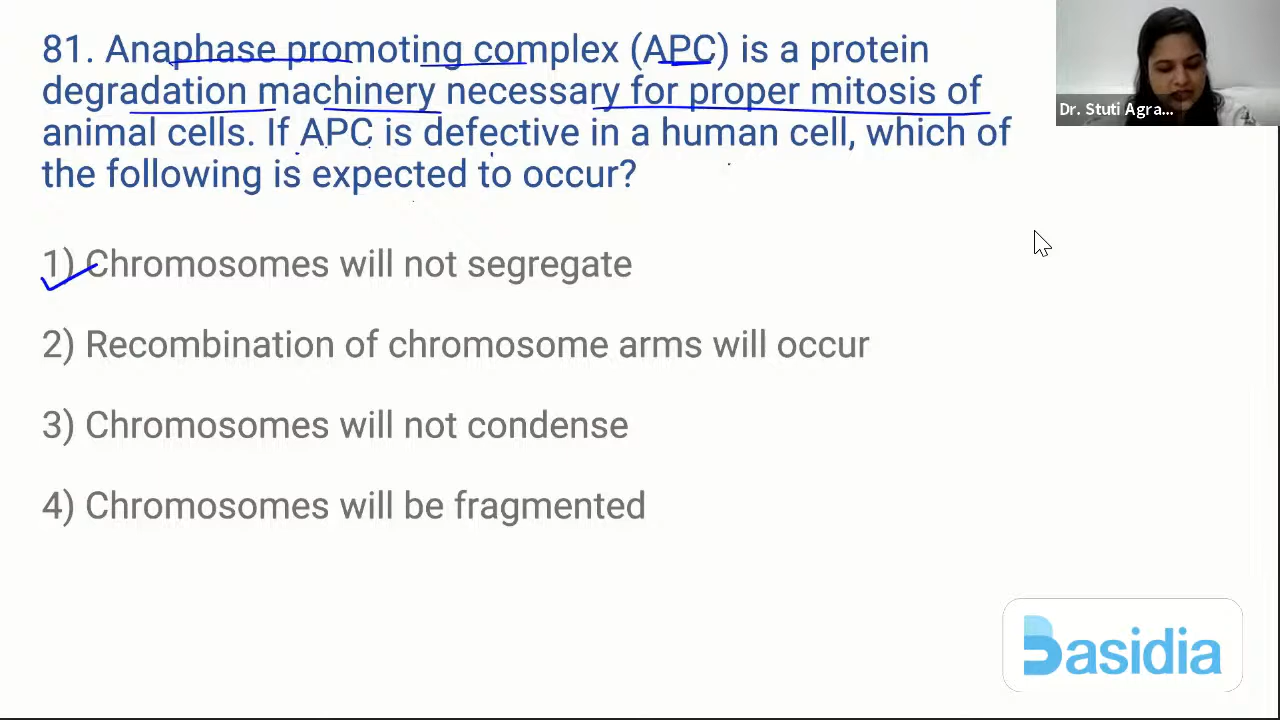 81. Anaphase promoting complex (APC) is a protein
degradation machinery necessary for proper mitosis of
animal cells. If APC is defective in a human cell, which of
the following is expected to occur?
Dr. Stuti Agra...
1) Chromosomes will not segregate
2) Recombination of chromosome arms will occur
3) Chromosomes will not condense
4) Chromosomes will be fragmented
Basidia